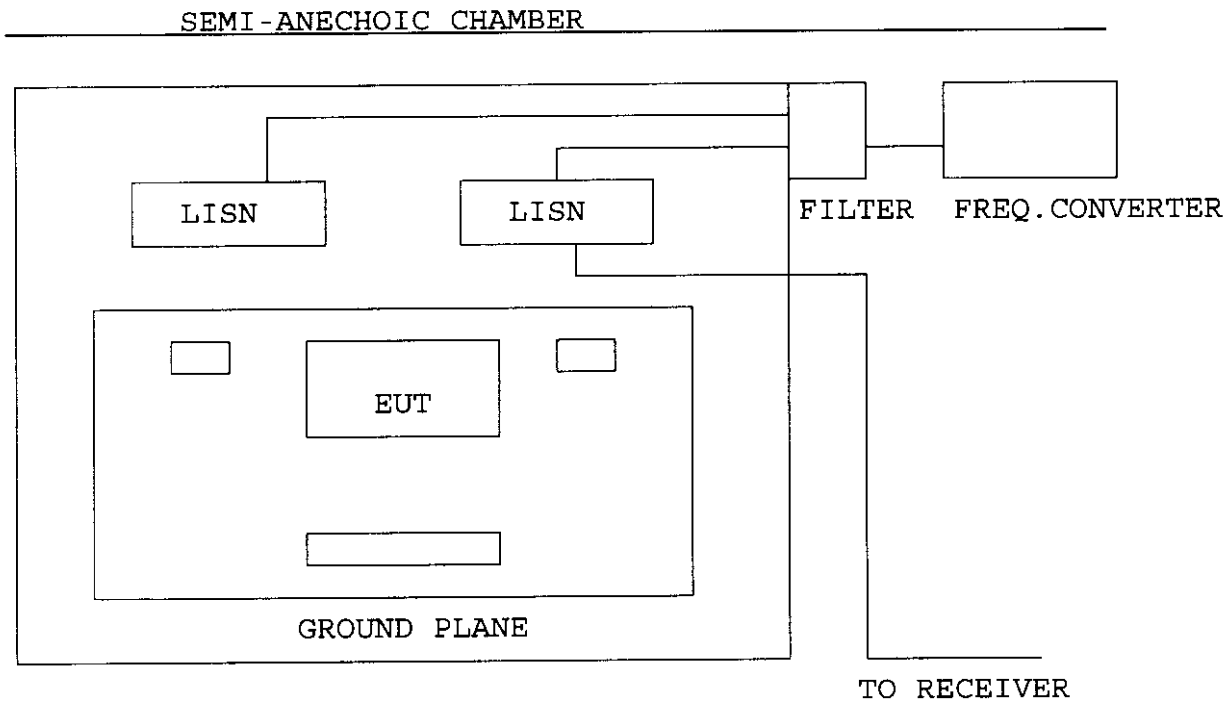 SEMI-ANECHOIC CHAMBER
LISN
LISN
FILTER
FREQ.CONVERTER
EUT
GROUND PLANE
TO RECEIVER